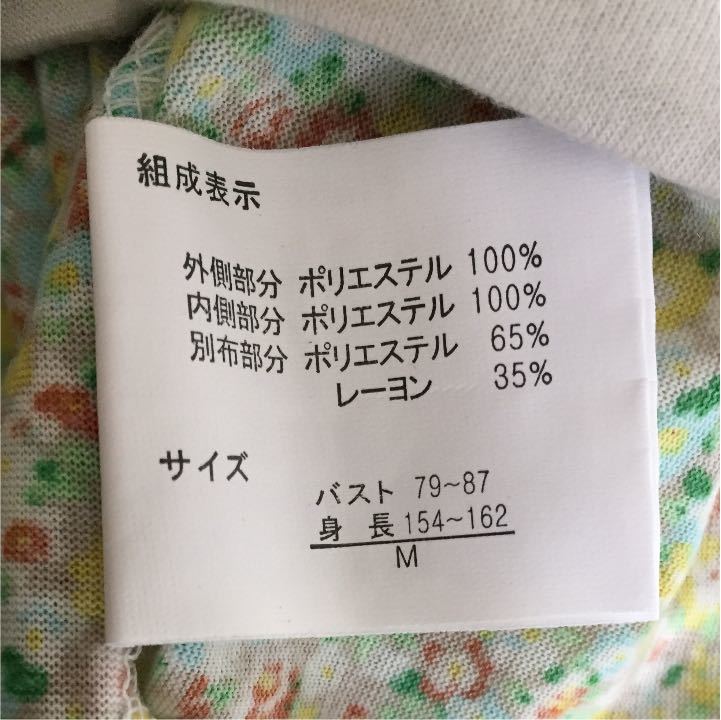 組成表示
外側部分 ポリエステル 100%
内側部分 ポリエステル 100%
別布部分 ポリエステル 65%
レーヨン 35%
サイズ
バスト 79~87
身長 154~162
M